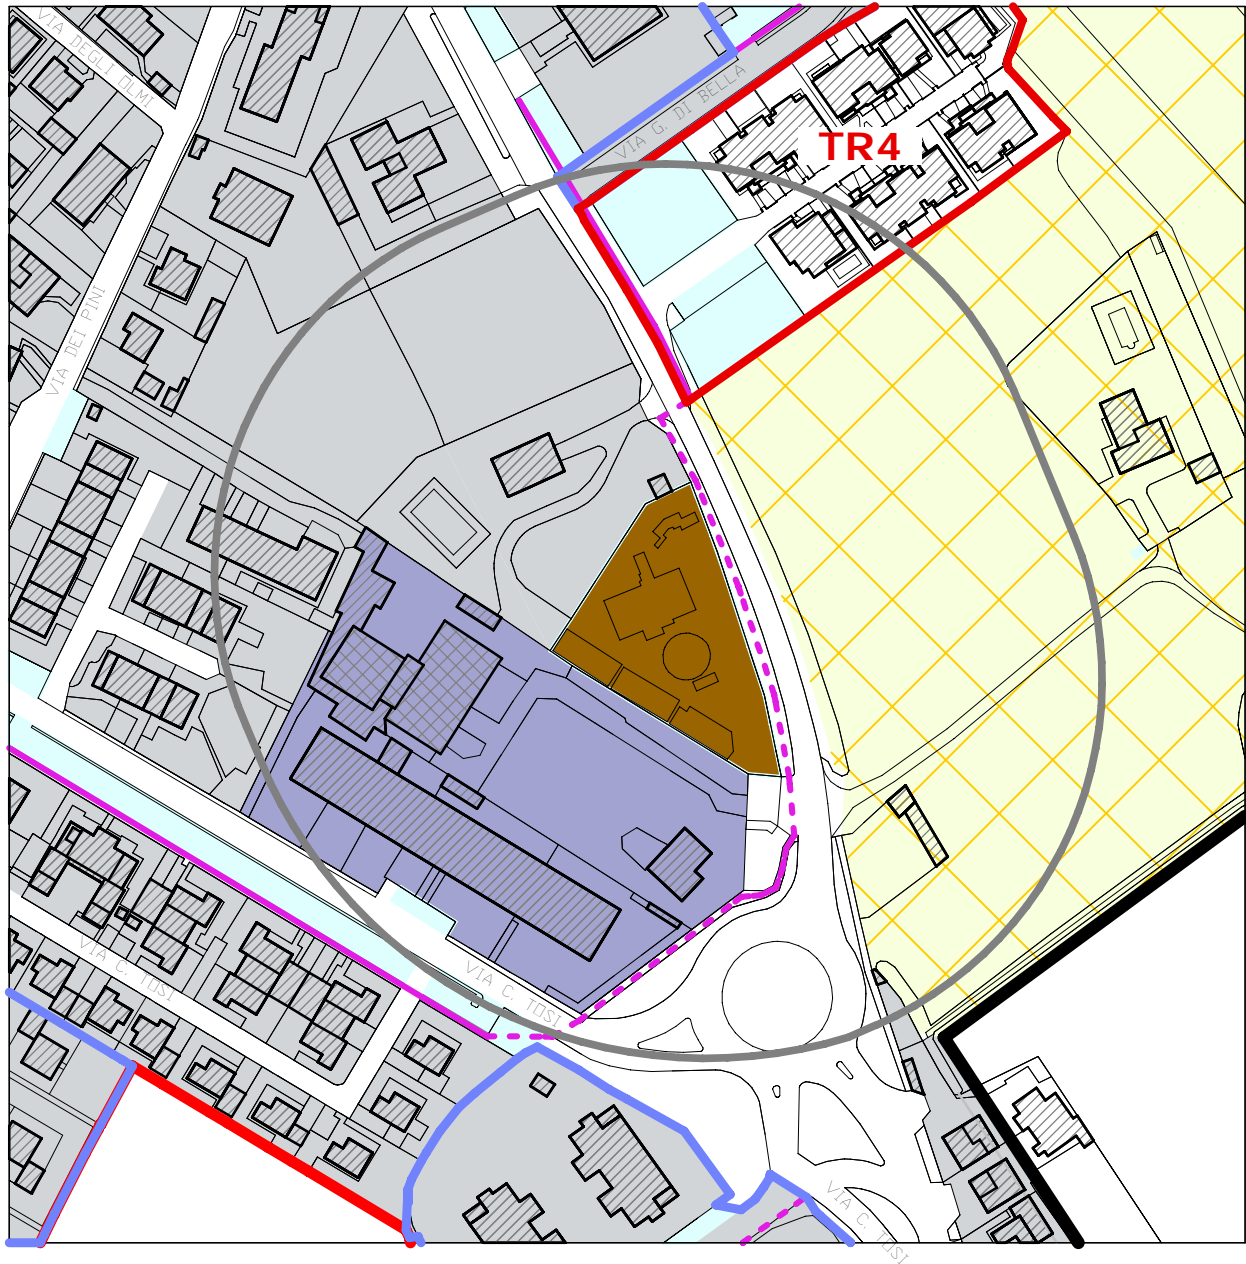 VIA DEGLI OLMI
VIA G. DI BELLA
TR4
VIA DEI PINI
VIA C. TOSI
VIA C. TOSI
VIA C. TOSI